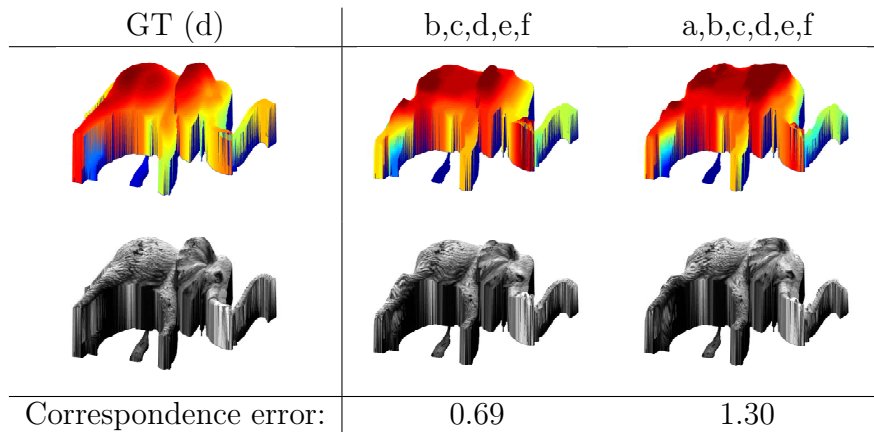 GT (d) b,c,d,e,f a,b,c,d,e,f
Correspondence error: 0.69 1.30